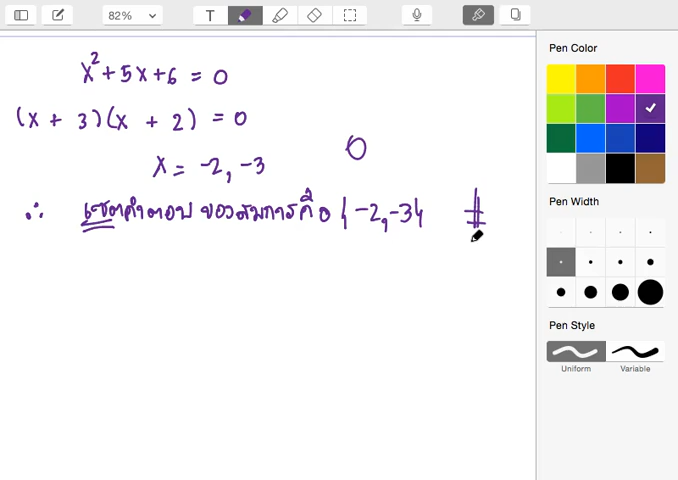 82%
T
x² + 5x + 6 = 0
(x + 3)(x + 2) = 0
0
x = -2, -3
∴ เซตคำตอบ ของสมการคือ {-2, -3} #
Pen Color
Pen Width
Pen Style
Uniform Variable